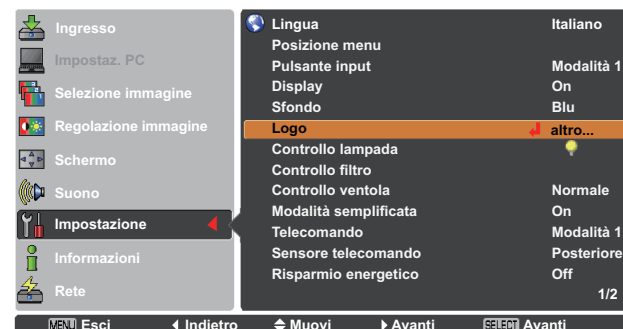 Ingresso
Impostaz. PC
Selezione immagine
Regolazione immagine
Schermo
Suono
Impostazione
Informazioni
Rete
Lingua Italiano
Posizione menu
Pulsante input Modalità 1
Display On
Sfondo Blu
Logo altro...
Controllo lampada
Controllo filtro
Controllo ventola Normale
Modalità semplificata On
Telecomando Modalità 1
Sensore telecomando Posteriore
Risparmio energetico Off
1/2
MENU Esci Indietro Muovi Avanti SELECT Avanti